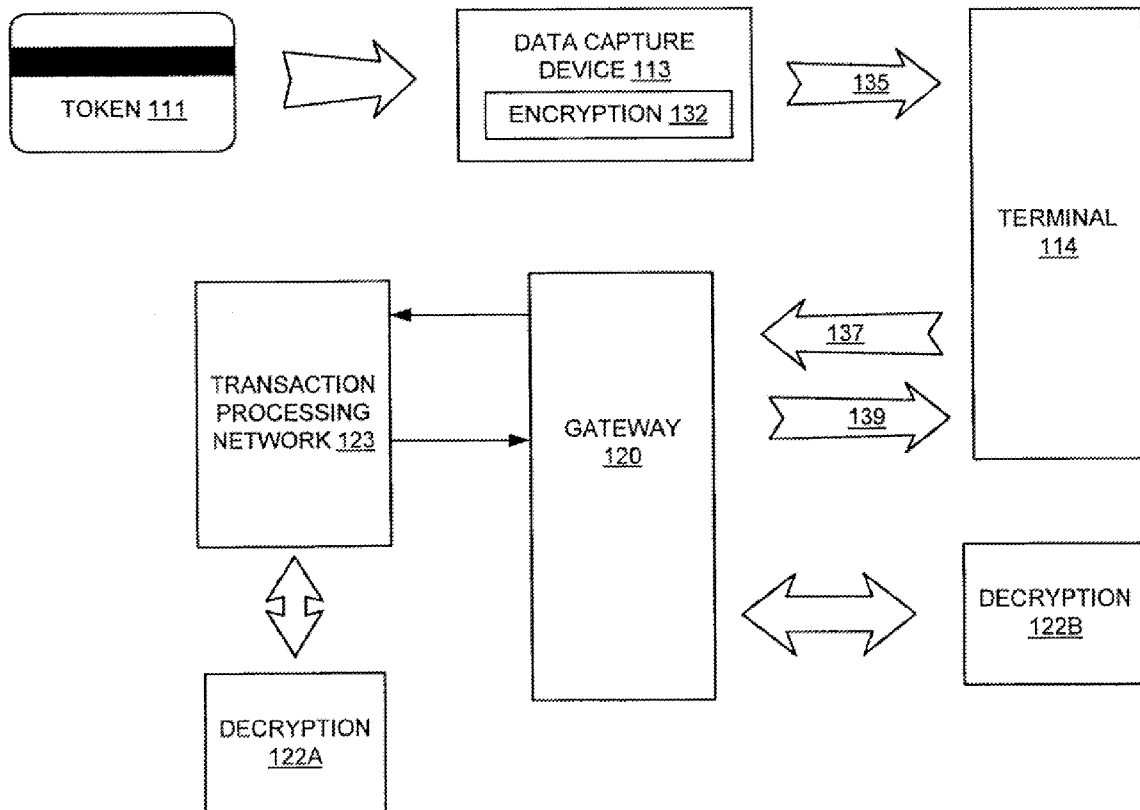 TOKEN 111
DATA CAPTURE
DEVICE 113
ENCRYPTION 132
135
TERMINAL
114
137
139
TRANSACTION
PROCESSING
NETWORK 123
GATEWAY
120
DECRYPTION
122B
DECRYPTION
122A